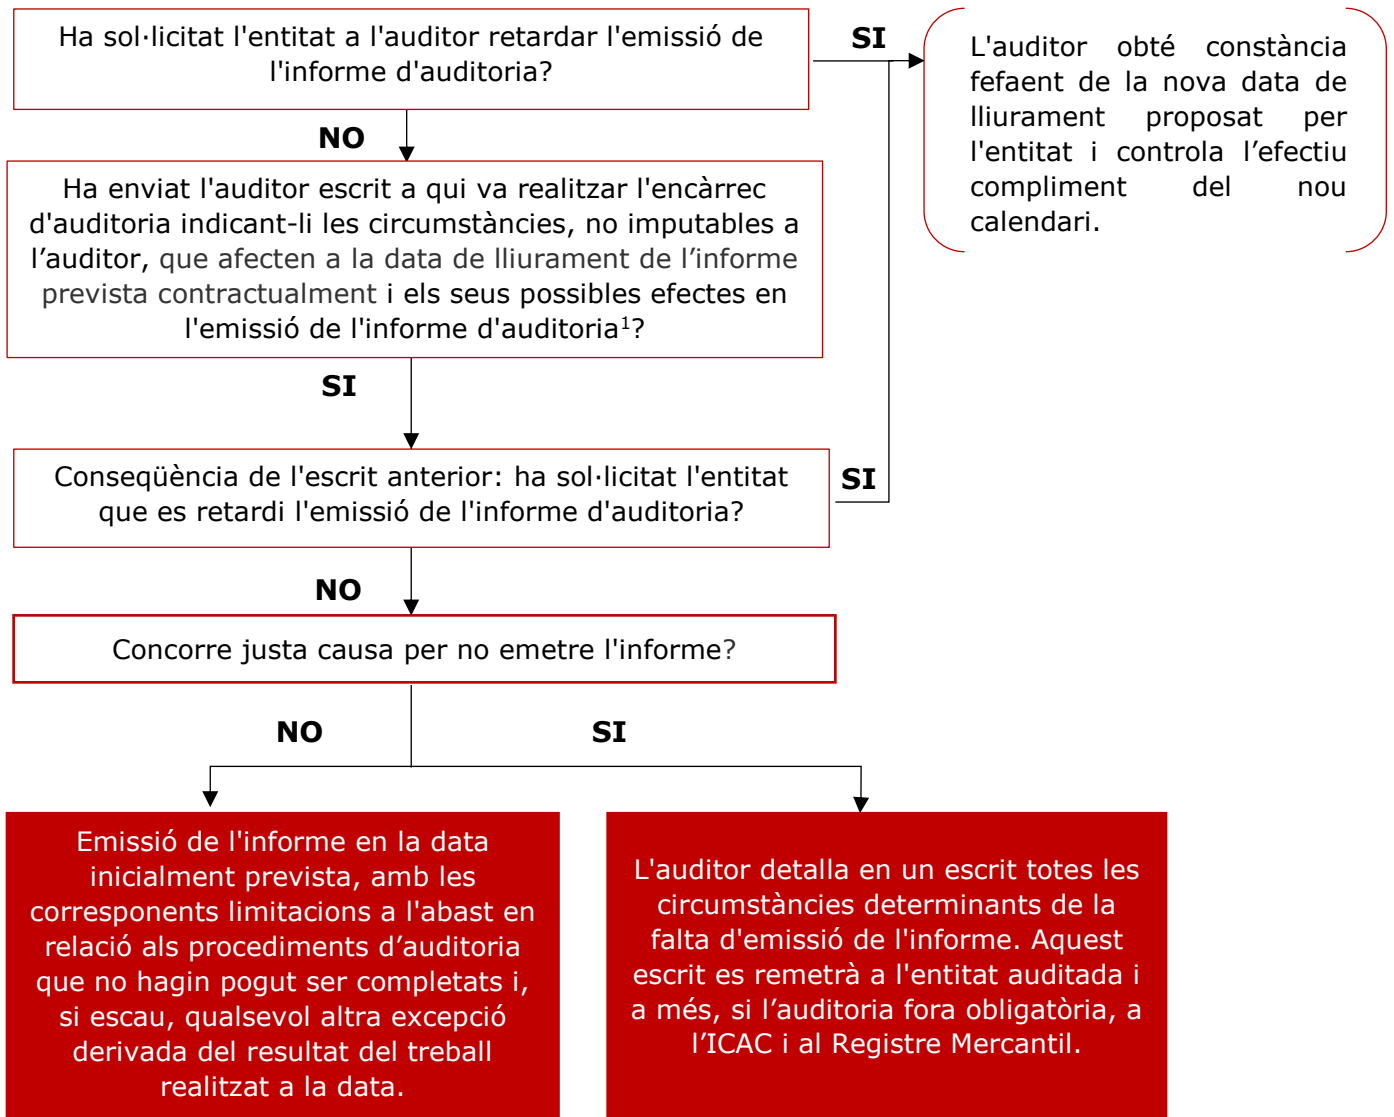 Ha sol·licitat l'entitat a l'auditor retardar l'emissió de
l'informe d'auditoria?
SI
L'auditor obté constància
fefaent de la nova data de
lliurament proposat per
l'entitat i controla l’efectiu
compliment del nou
calendari.
NO
Ha enviat l'auditor escrit a qui va realitzar l'encàrrec
d'auditoria indicant-li les circumstàncies, no imputables a
l’auditor, que afecten a la data de lliurament de l’informe
prevista contractualment i els seus possibles efectes en
l'emissió de l'informe d'auditoria¹?
SI
Conseqüència de l'escrit anterior: ha sol·licitat l'entitat
que es retardi l'emissió de l'informe d'auditoria?
SI
NO
Concorre justa causa per no emetre l'informe?
NO
SI
Emissió de l'informe en la data
inicialment prevista, amb les
corresponents limitacions a l'abast en
relació als procediments d’auditoria
que no hagin pogut ser completats i,
si escau, qualsevol altra excepció
derivada del resultat del treball
realitzat a la data.
L'auditor detalla en un escrit totes les
circumstàncies determinants de la
falta d'emissió de l'informe. Aquest
escrit es remetrà a l'entitat auditada i
a més, si l’auditoria fora obligatòria, a
l’ICAC i al Registre Mercantil.